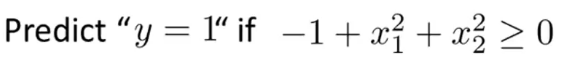 Predict “y = 1“ if −1 + x₁² + x₂² ≥ 0